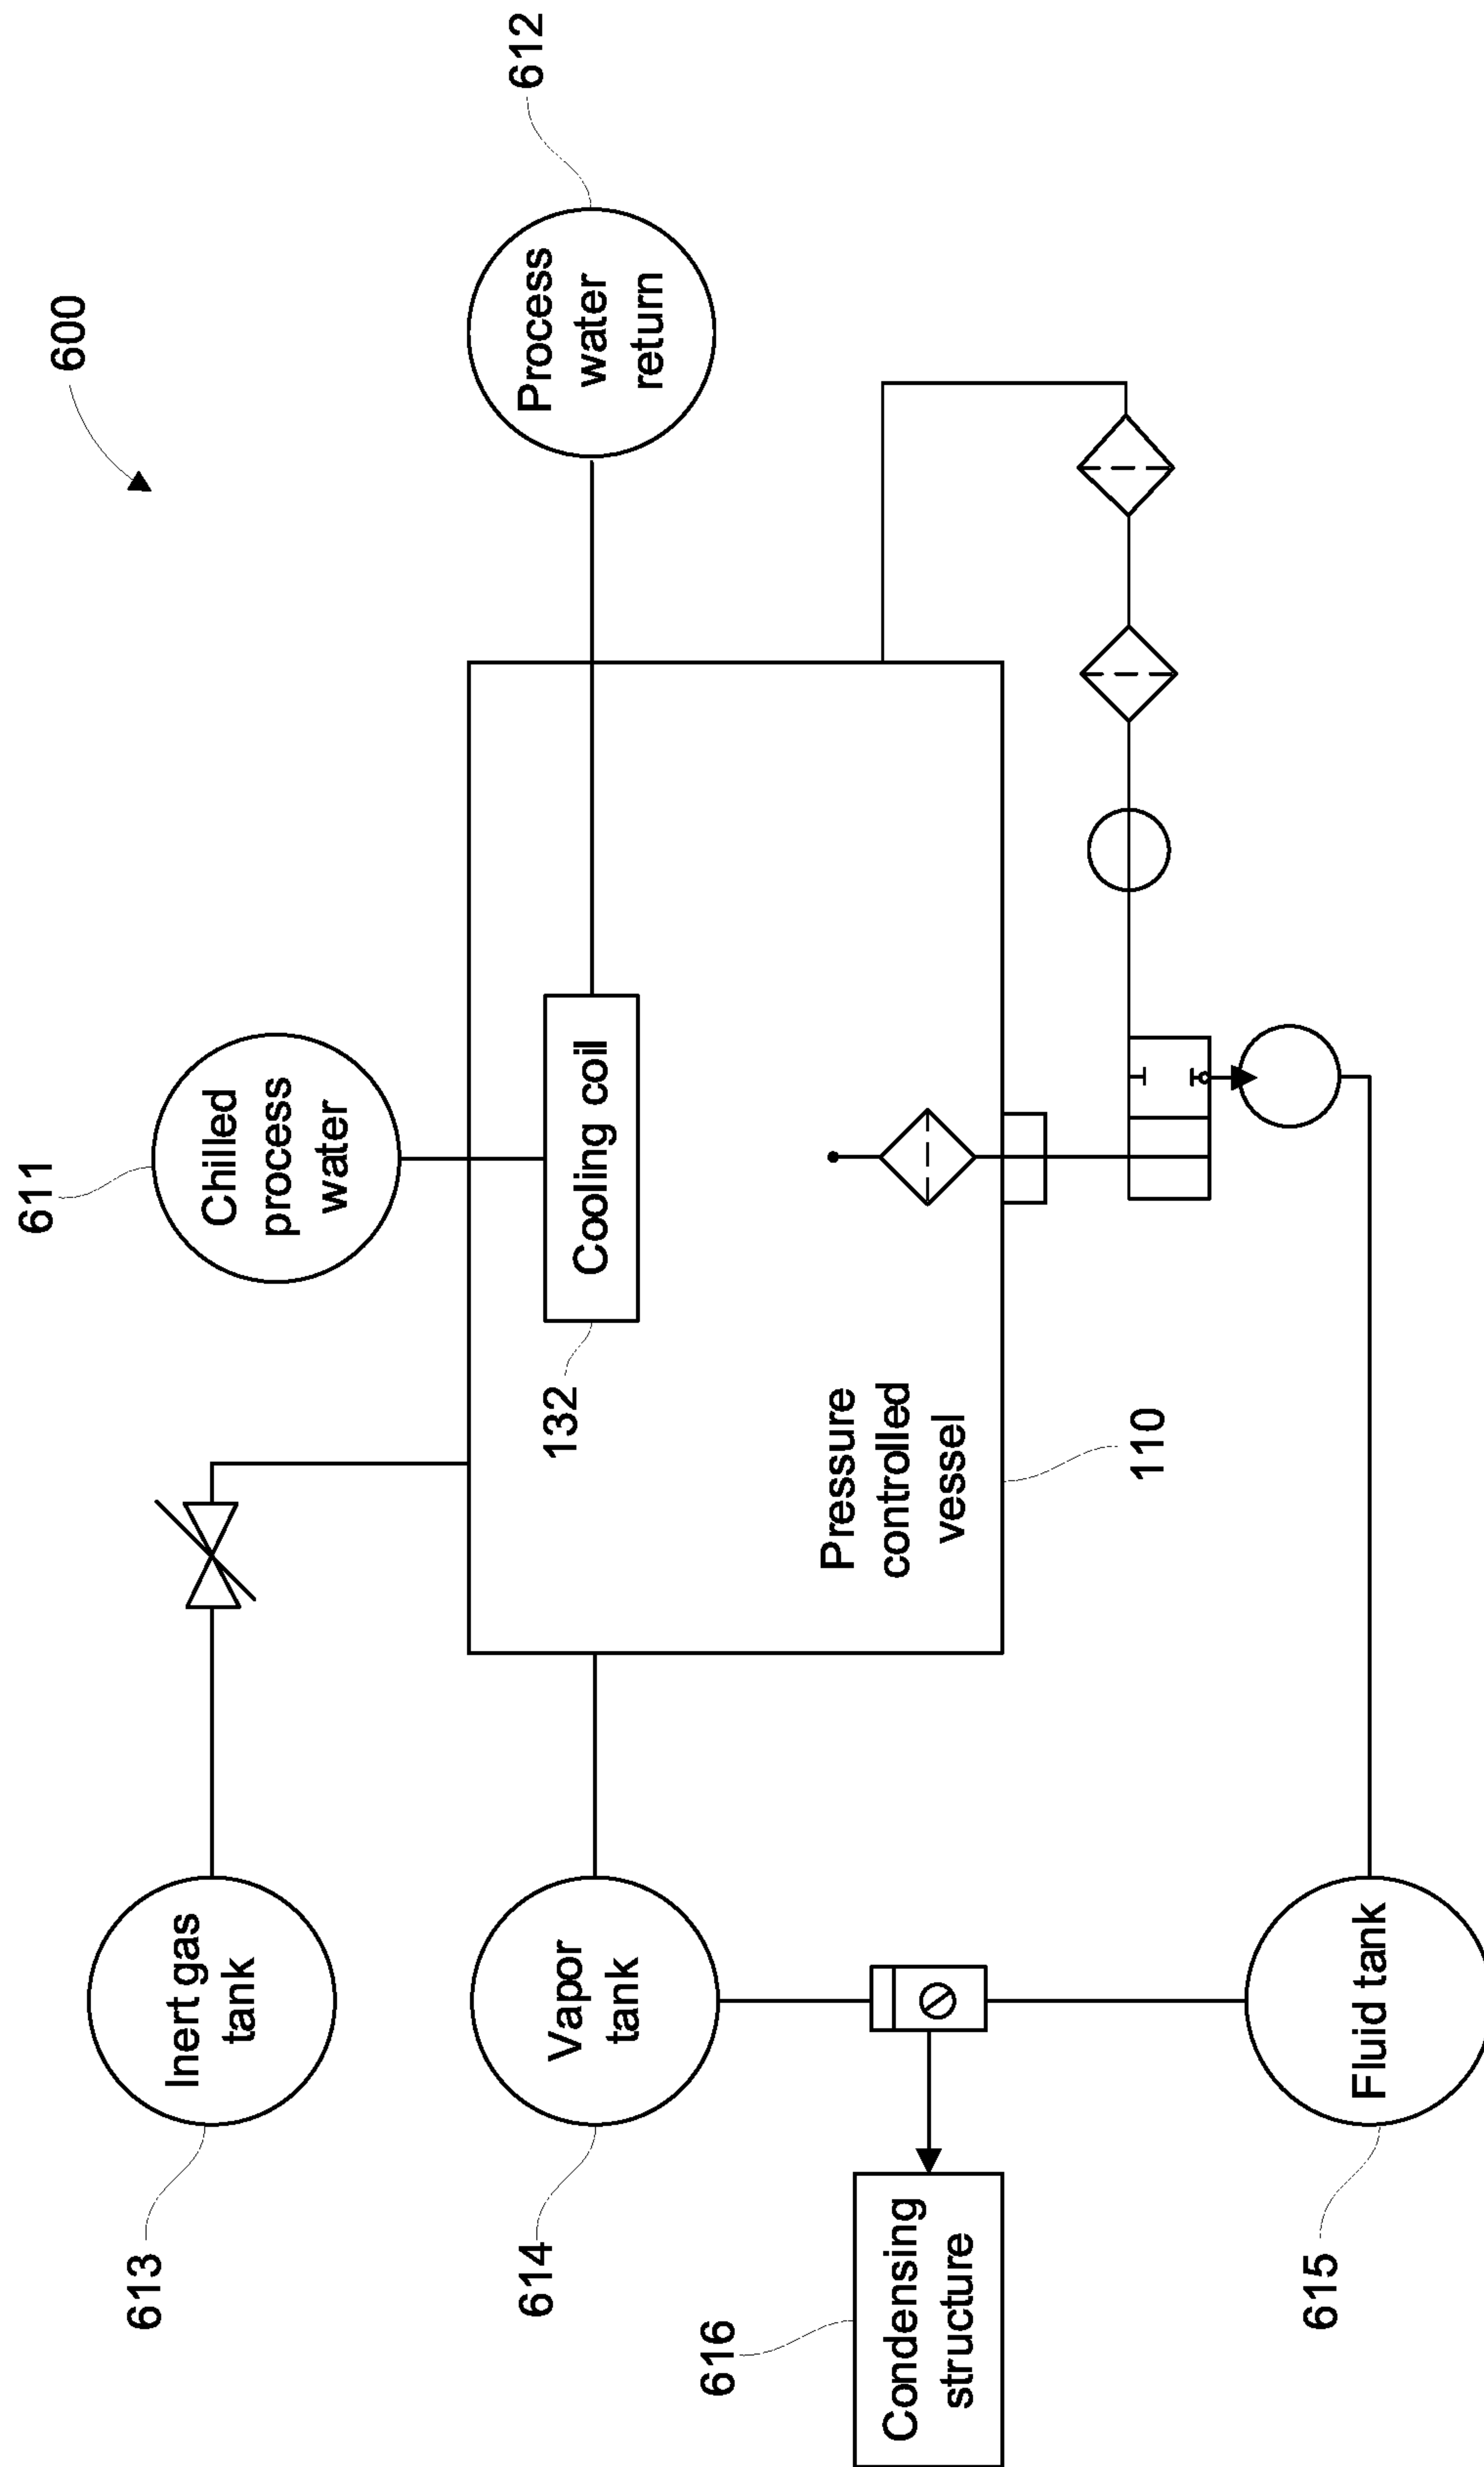 600
611
Chilled
process
water
612
Process
water
return
613
Inert gas
tank
614
Vapor
tank
132
Cooling coil
Pressure
controlled
vessel
110
616
Condensing
structure
615
Fluid tank